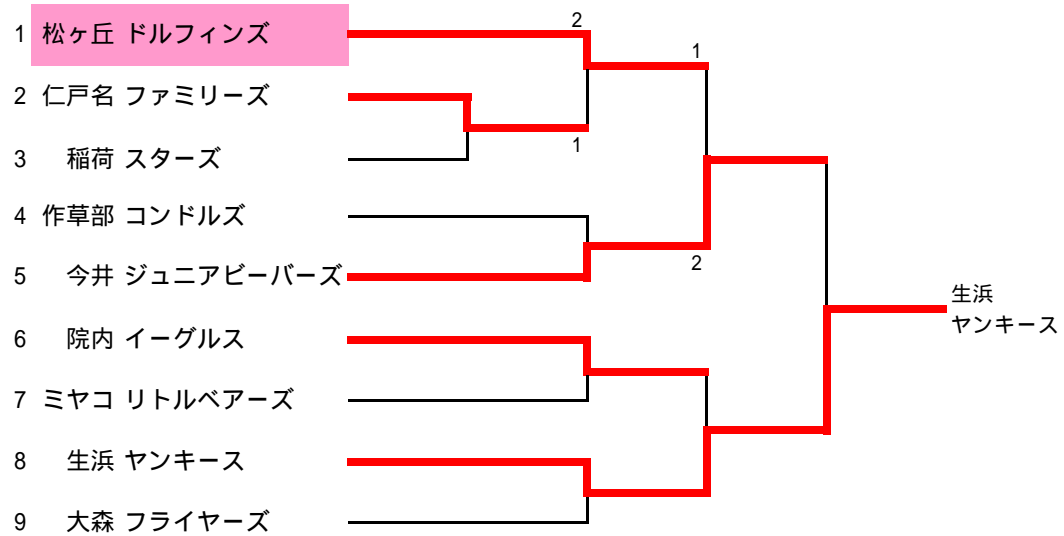 1 松ヶ丘 ドルフィンズ
2
1
2 仁戸名 ファミリーズ
1
3 稲荷 スターズ
4 作草部 コンドルズ
2
5 今井 ジュニアビーバーズ
生浜
ヤンキース
6 院内 イーグルス
7 ミヤコ リトルベアーズ
8 生浜 ヤンキース
9 大森 フライヤーズ